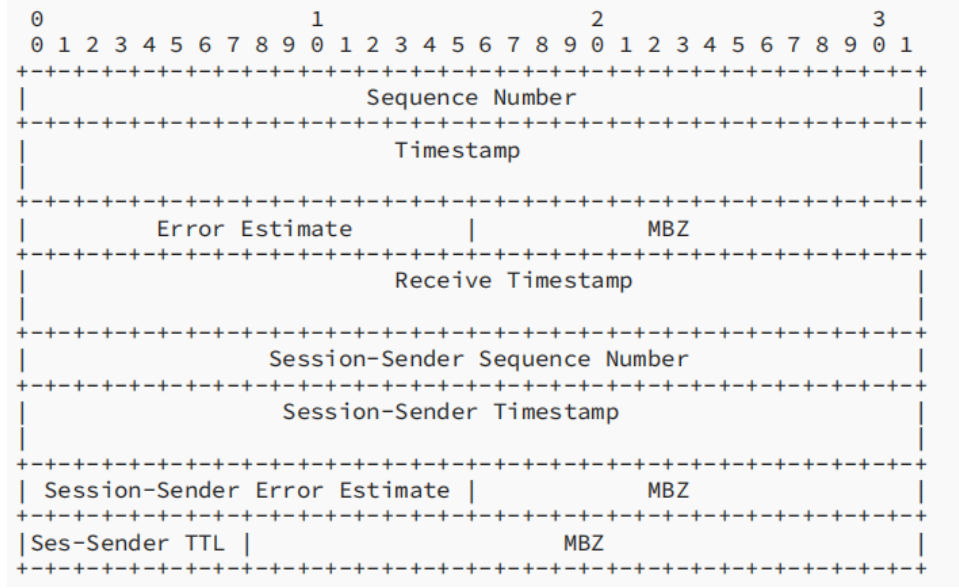 0                   1                   2                   3
 0 1 2 3 4 5 6 7 8 9 0 1 2 3 4 5 6 7 8 9 0 1 2 3 4 5 6 7 8 9 0 1
+-+-+-+-+-+-+-+-+-+-+-+-+-+-+-+-+-+-+-+-+-+-+-+-+-+-+-+-+-+-+-+-+
|                        Sequence Number                        |
+-+-+-+-+-+-+-+-+-+-+-+-+-+-+-+-+-+-+-+-+-+-+-+-+-+-+-+-+-+-+-+-+
|                          Timestamp                            |
|                                                               |
+-+-+-+-+-+-+-+-+-+-+-+-+-+-+-+-+-+-+-+-+-+-+-+-+-+-+-+-+-+-+-+-+
|         Error Estimate        |            MBZ                |
+-+-+-+-+-+-+-+-+-+-+-+-+-+-+-+-+-+-+-+-+-+-+-+-+-+-+-+-+-+-+-+-+
|                          Receive Timestamp                    |
|                                                               |
+-+-+-+-+-+-+-+-+-+-+-+-+-+-+-+-+-+-+-+-+-+-+-+-+-+-+-+-+-+-+-+-+
|                 Session-Sender Sequence Number                |
+-+-+-+-+-+-+-+-+-+-+-+-+-+-+-+-+-+-+-+-+-+-+-+-+-+-+-+-+-+-+-+-+
|                  Session-Sender Timestamp                     |
|                                                               |
+-+-+-+-+-+-+-+-+-+-+-+-+-+-+-+-+-+-+-+-+-+-+-+-+-+-+-+-+-+-+-+-+
| Session-Sender Error Estimate |            MBZ                |
+-+-+-+-+-+-+-+-+-+-+-+-+-+-+-+-+-+-+-+-+-+-+-+-+-+-+-+-+-+-+-+-+
|Ses-Sender TTL |                      MBZ                      |
+-+-+-+-+-+-+-+-+-+-+-+-+-+-+-+-+-+-+-+-+-+-+-+-+-+-+-+-+-+-+-+-+